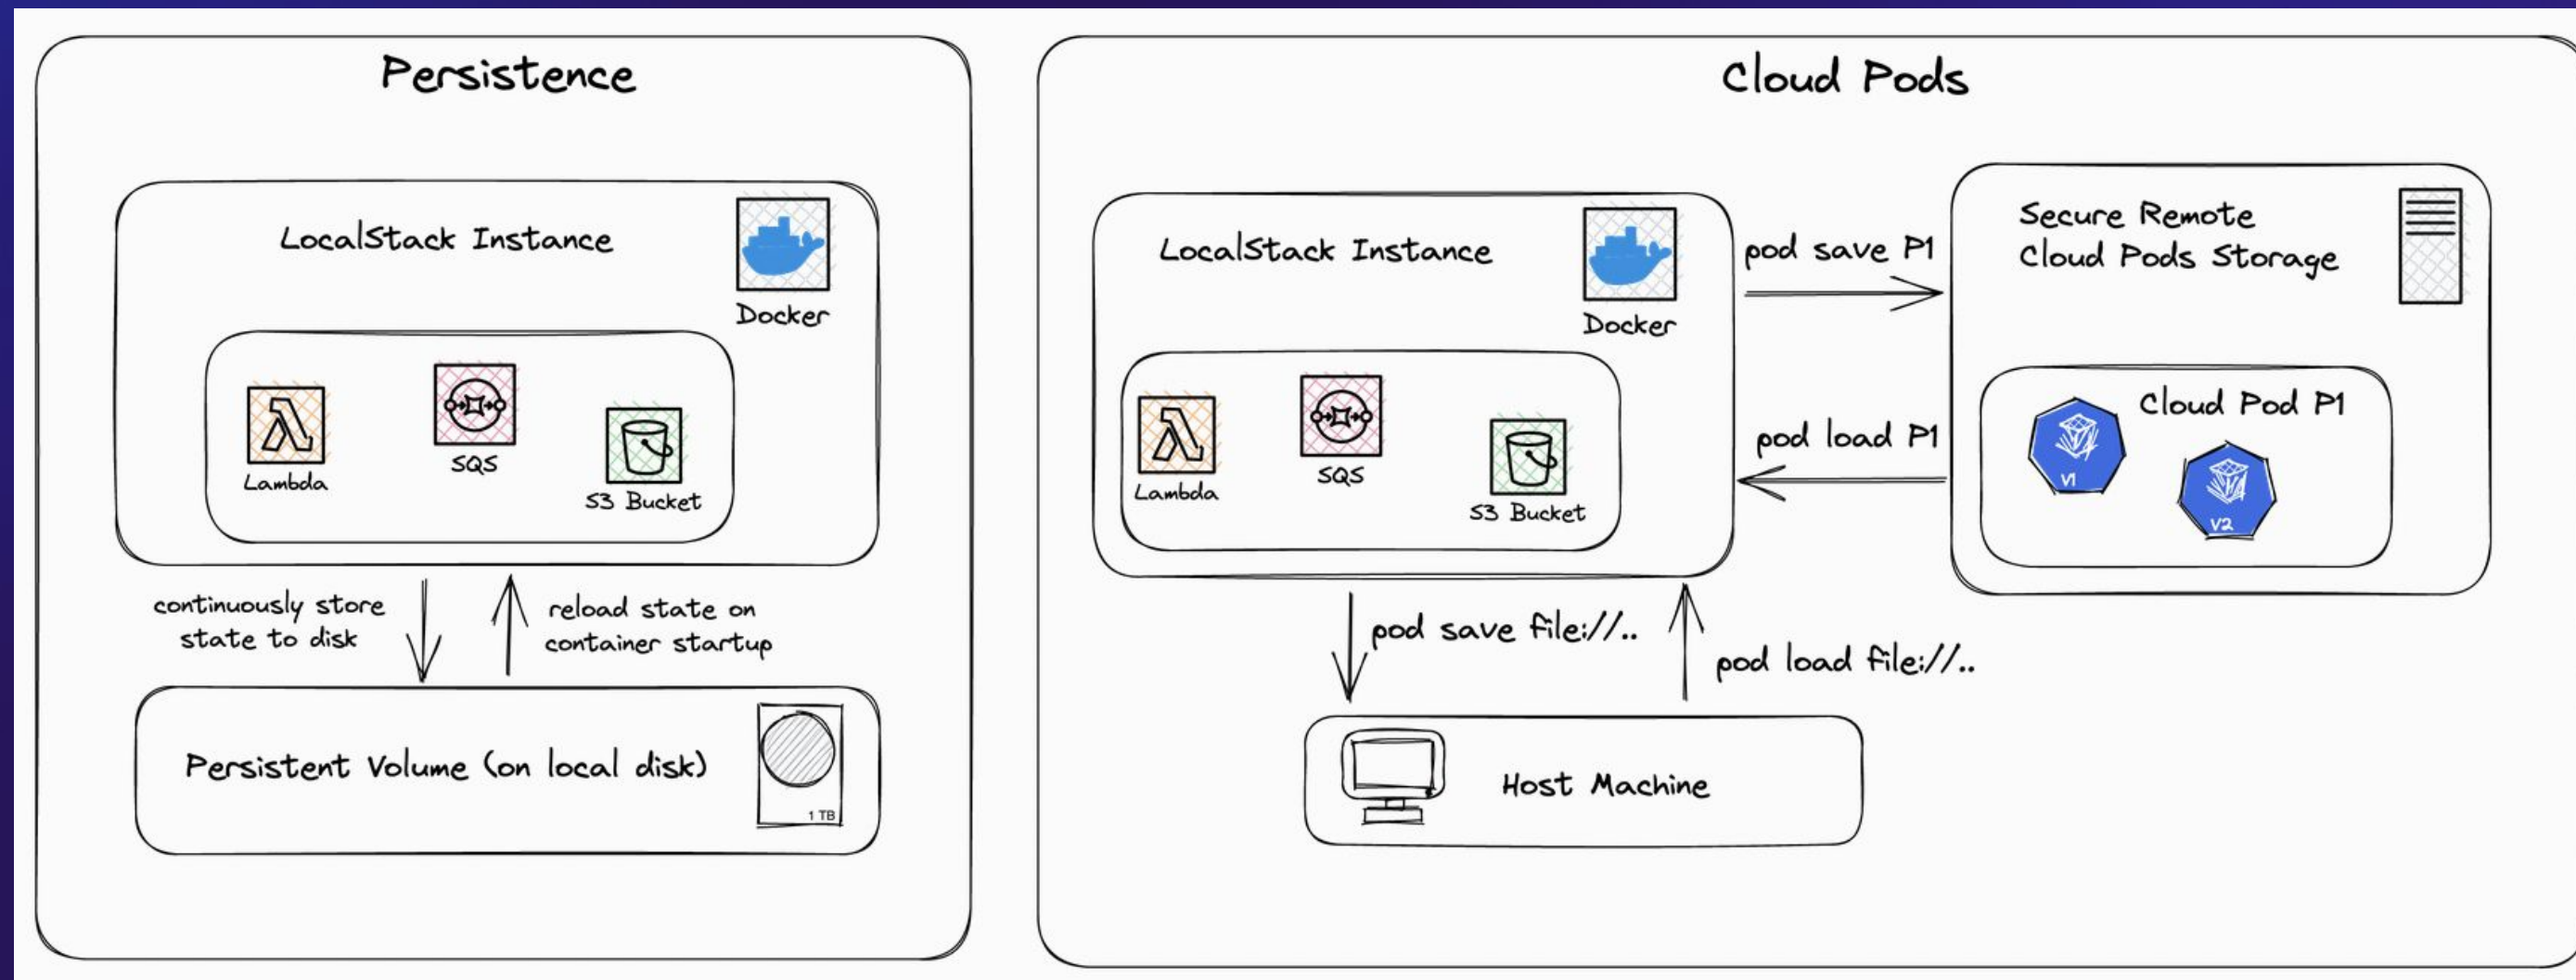 Persistence
LocalStack Instance
Docker
Lambda
SQS
S3 Bucket
continuously store
state to disk
reload state on
container startup
Persistent Volume (on local disk)
1 TB
Cloud Pods
LocalStack Instance
Docker
Lambda
SQS
S3 Bucket
pod save P1
pod load P1
Secure Remote
Cloud Pods Storage
Cloud Pod P1
V1
V2
pod save file://..
pod load file://..
Host Machine